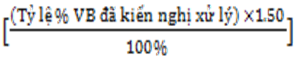 [(Tỷ lệ % VB đã kiến nghị xử lý) ×1.50
100%]